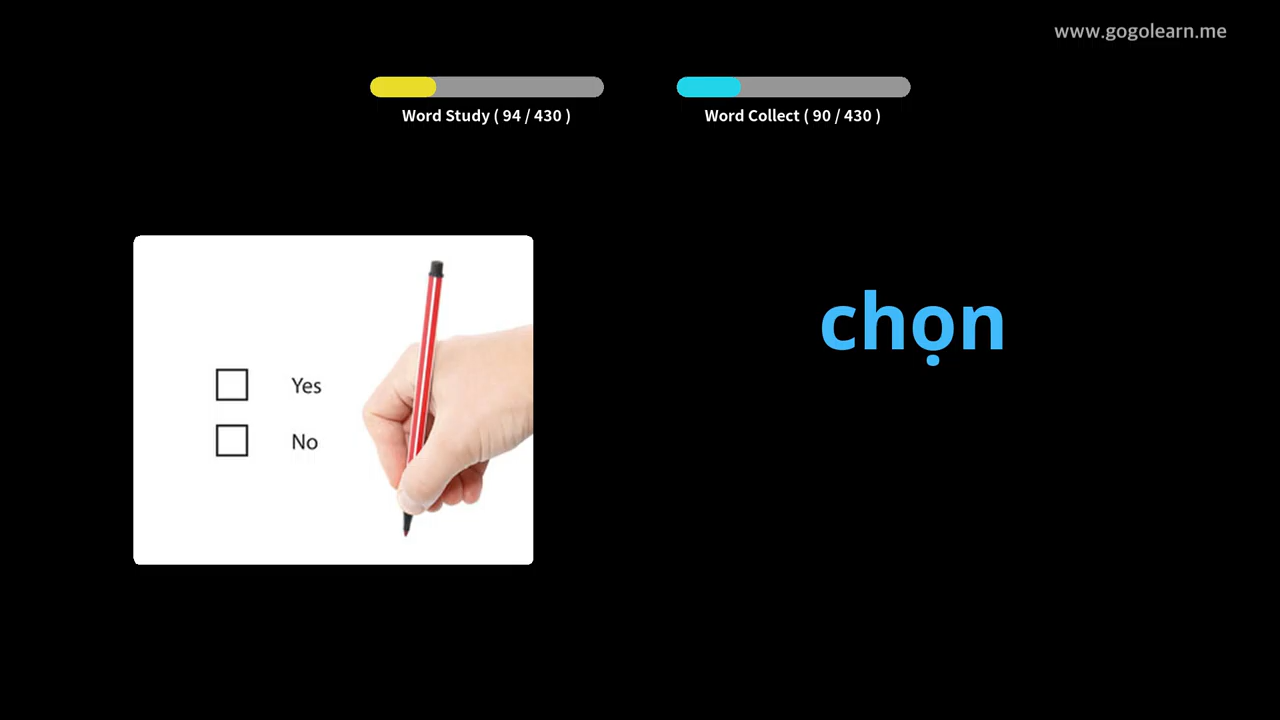 www.gogolearn.me
Word Study ( 94 / 430 )
Word Collect ( 90 / 430 )
chọn
Yes
No